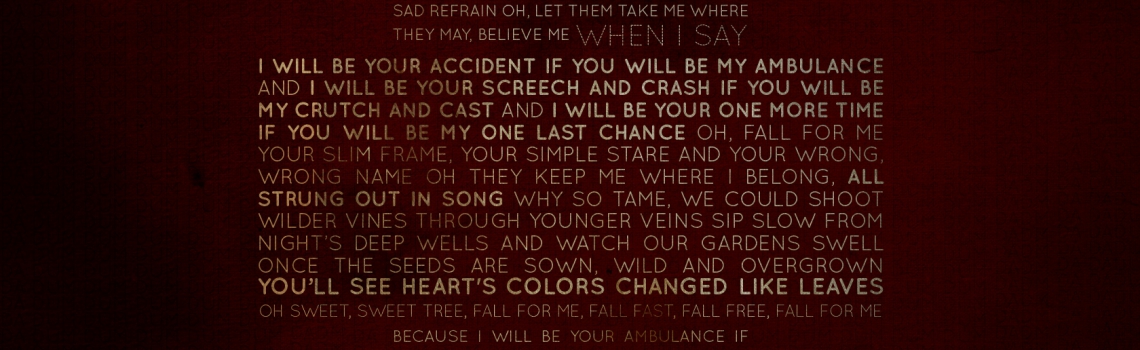 SAD REFRAIN OH, LET THEM TAKE ME WHERE
THEY MAY, BELIEVE ME WHEN I SAY
I WILL BE YOUR ACCIDENT IF YOU WILL BE MY AMBULANCE
AND I WILL BE YOUR SCREECH AND CRASH IF YOU WILL BE
MY CRUTCH AND CAST AND I WILL BE YOUR ONE MORE TIME
IF YOU WILL BE MY ONE LAST CHANCE OH, FALL FOR ME
YOUR SLIM FRAME, YOUR SIMPLE STARE AND YOUR WRONG,
WRONG NAME OH THEY KEEP ME WHERE I BELONG, ALL
STRUNG OUT IN SONG WHY SO TAME, WE COULD SHOOT
WILDER VINES THROUGH YOUNGER VEINS SIP SLOW FROM
NIGHT'S DEEP WELLS AND WATCH OUR GARDENS SWELL
ONCE THE SEEDS ARE SOWN, WILD AND OVERGROWN
YOU'LL SEE HEART'S COLORS CHANGED LIKE LEAVES
OH SWEET, SWEET TREE, FALL FOR ME, FALL FAST, FALL FREE, FALL FOR ME
BECAUSE I WILL BE YOUR AMBULANCE IF